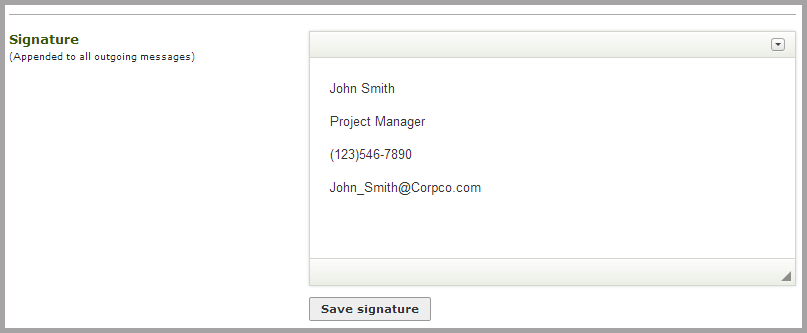 Signature
(Appended to all outgoing messages)
John Smith
Project Manager
(123)546-7890
John_Smith@Corpco.com
Save signature